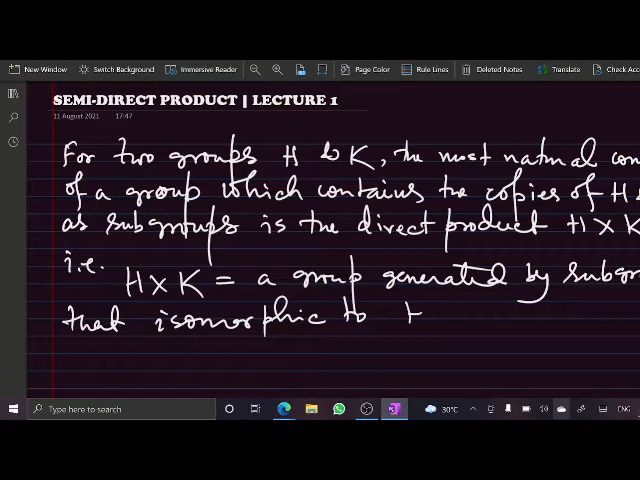 New Window Switch Background Immersive Reader Page Color Rule Lines Deleted Notes Translate Check
SEMI-DIRECT PRODUCT | LECTURE 1
11 August 2021 17:47
For two groups H & K, the most natural
of a group which contains the copies of H
as subgroups is the direct product H X K
i.e. H X K = a group generated by
that isomorphic to
Type here to search 30°C